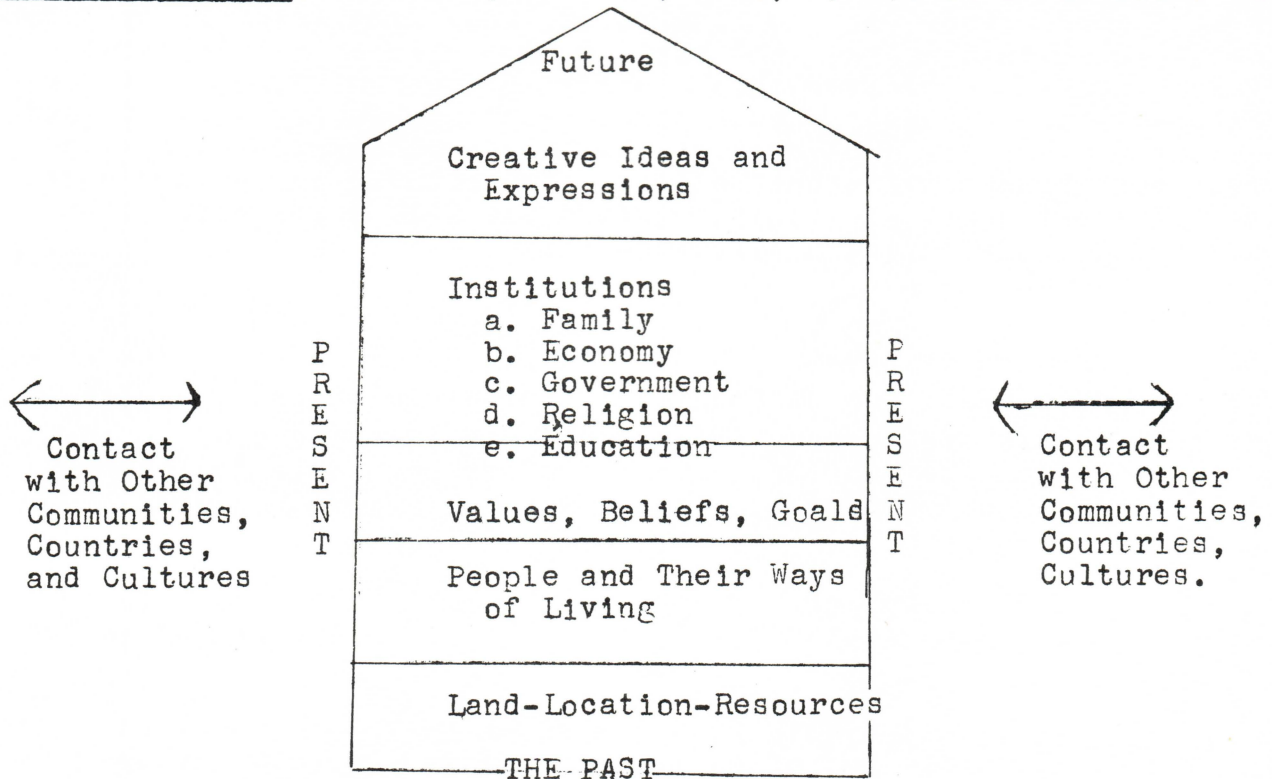 Future
Creative Ideas and
Expressions
Institutions
a. Family
b. Economy
c. Government
d. Religion
e. Education
Values, Beliefs, Goald
People and Their Ways
of Living
Land-Location-Resources
THE PAST
PRESENT
PRESENT
Contact
with Other
Communities,
Countries,
and Cultures
Contact
with Other
Communities,
Countries,
Cultures.